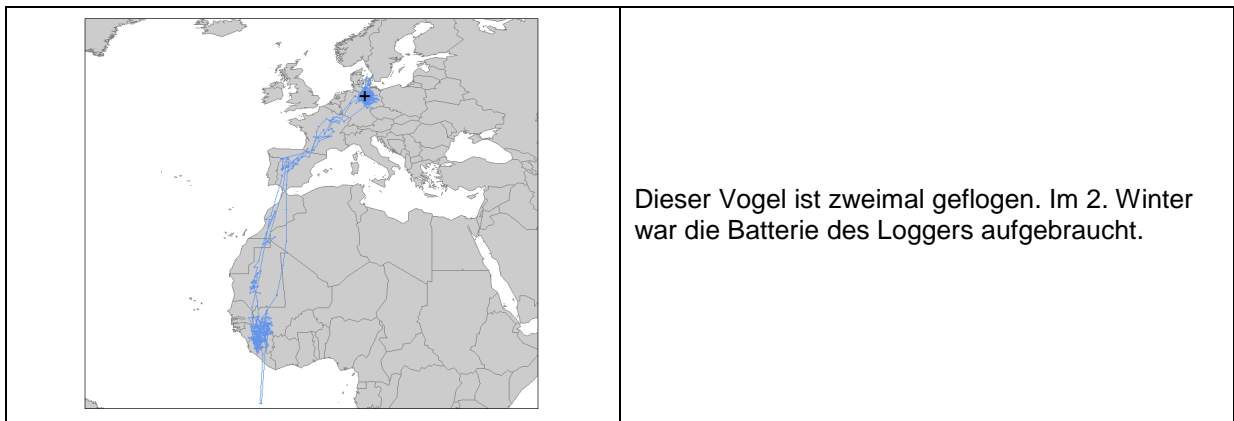 Dieser Vogel ist zweimal geflogen. Im 2. Winter
war die Batterie des Loggers aufgebraucht.